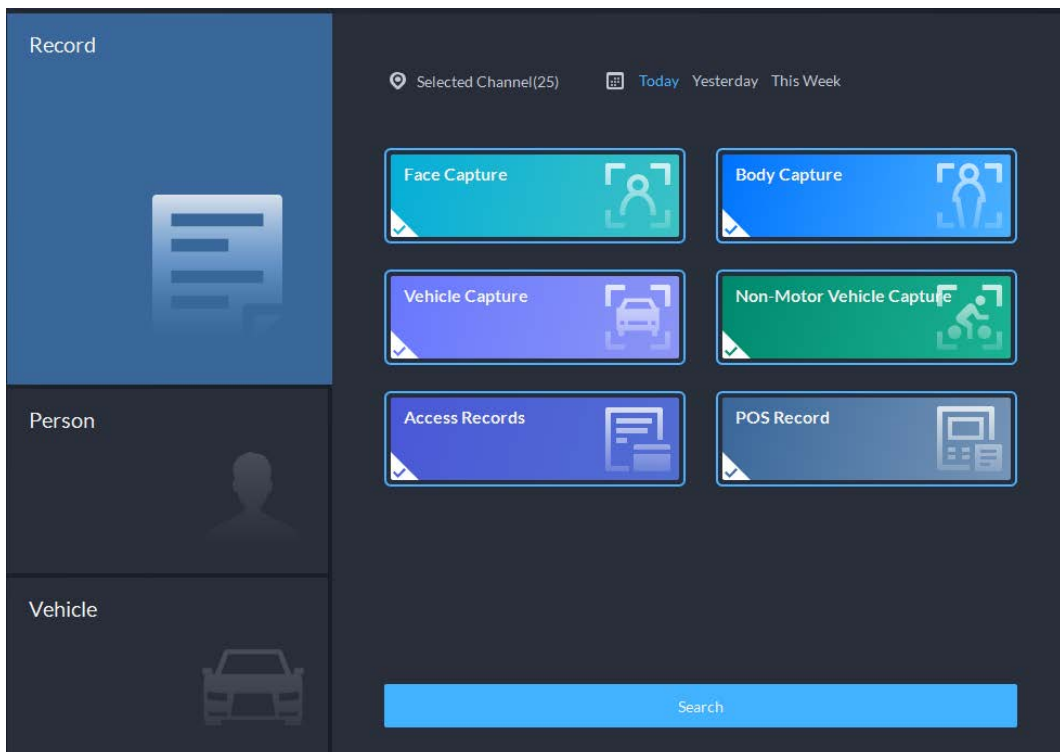 Record
Selected Channel(25) Today Yesterday This Week
Face Capture
Body Capture
Vehicle Capture
Non-Motor Vehicle Capture
Access Records
POS Record
Person
Vehicle
Search